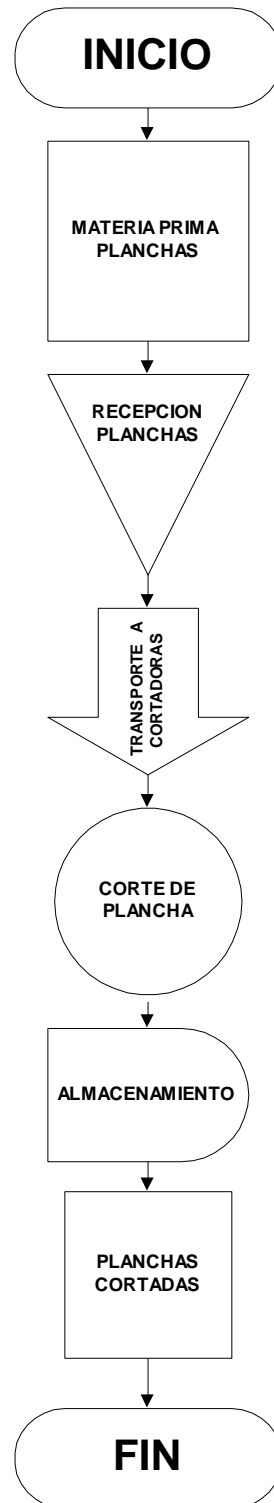 INICIO
MATERIA PRIMA
PLANCHAS
RECEPCION
PLANCHAS
TRANSPORTE A
CORTADORAS
CORTE DE
PLANCHA
ALMACENAMIENTO
PLANCHAS
CORTADAS
FIN